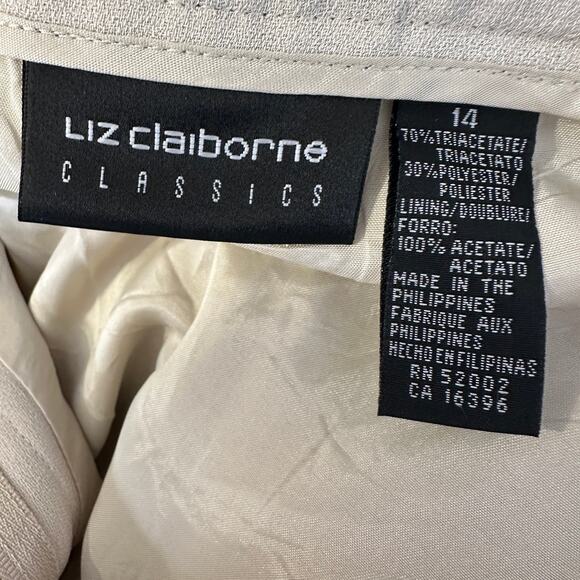 Liz claiborne
CLASSICS
14
70%TRIACETATE/
TRIACETATO
30%POLYESTER/
POLIESTER
LINING/DOUBLURE/
FORRO:
100% ACETATE/
ACETATO
MADE IN THE
PHILIPPINES
FABRIQUE AUX
PHILIPPINES
HECHO EN FILIPINAS
RN 52002
CA 16396